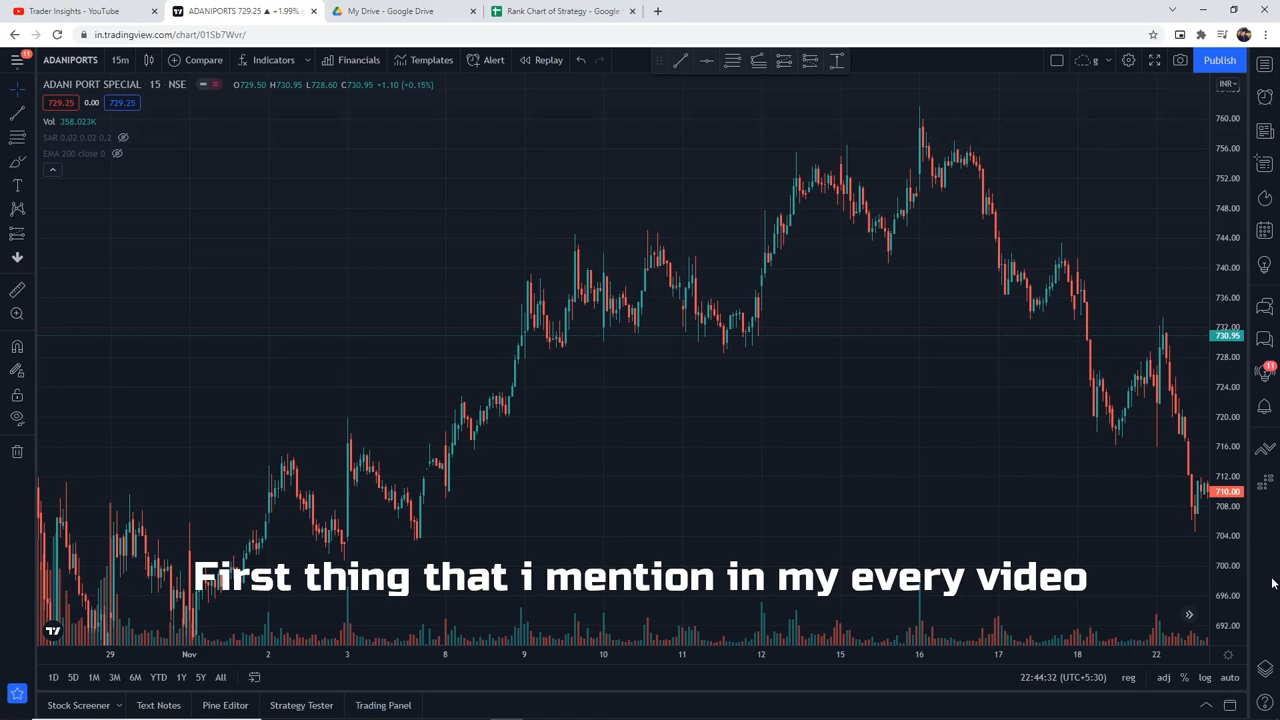 Trader Insights - YouTube
ADANIPORTS 729.25 ▲ +1.99%
My Drive - Google Drive
Rank Chart of Strategy - Google
in.tradingview.com/chart/01Sb7Wvr/
11
ADANIPORTS 15m Compare Indicators Financials Templates Alert Replay g Publish
ADANI PORT SPECIAL · 15 · NSE O729.50 H730.95 L728.60 C730.95 +1.10 (+0.15%)
INR
729.25 0.00 729.25
Vol 358.023K
SAR 0.02 0.02 0.2
EMA 200 close 0
760.00
756.00
752.00
748.00
744.00
740.00
736.00
732.00
730.95
728.00
724.00
720.00
716.00
712.00
710.00
708.00
704.00
700.00
696.00
692.00
11
First thing that i mention in my every video
29 Nov 2 3 8 9 10 11 12 15 16 17 18 22
1D 5D 1M 3M 6M YTD 1Y 5Y All 22:44:32 (UTC+5:30) reg adj % log auto
Stock Screener Text Notes Pine Editor Strategy Tester Trading Panel